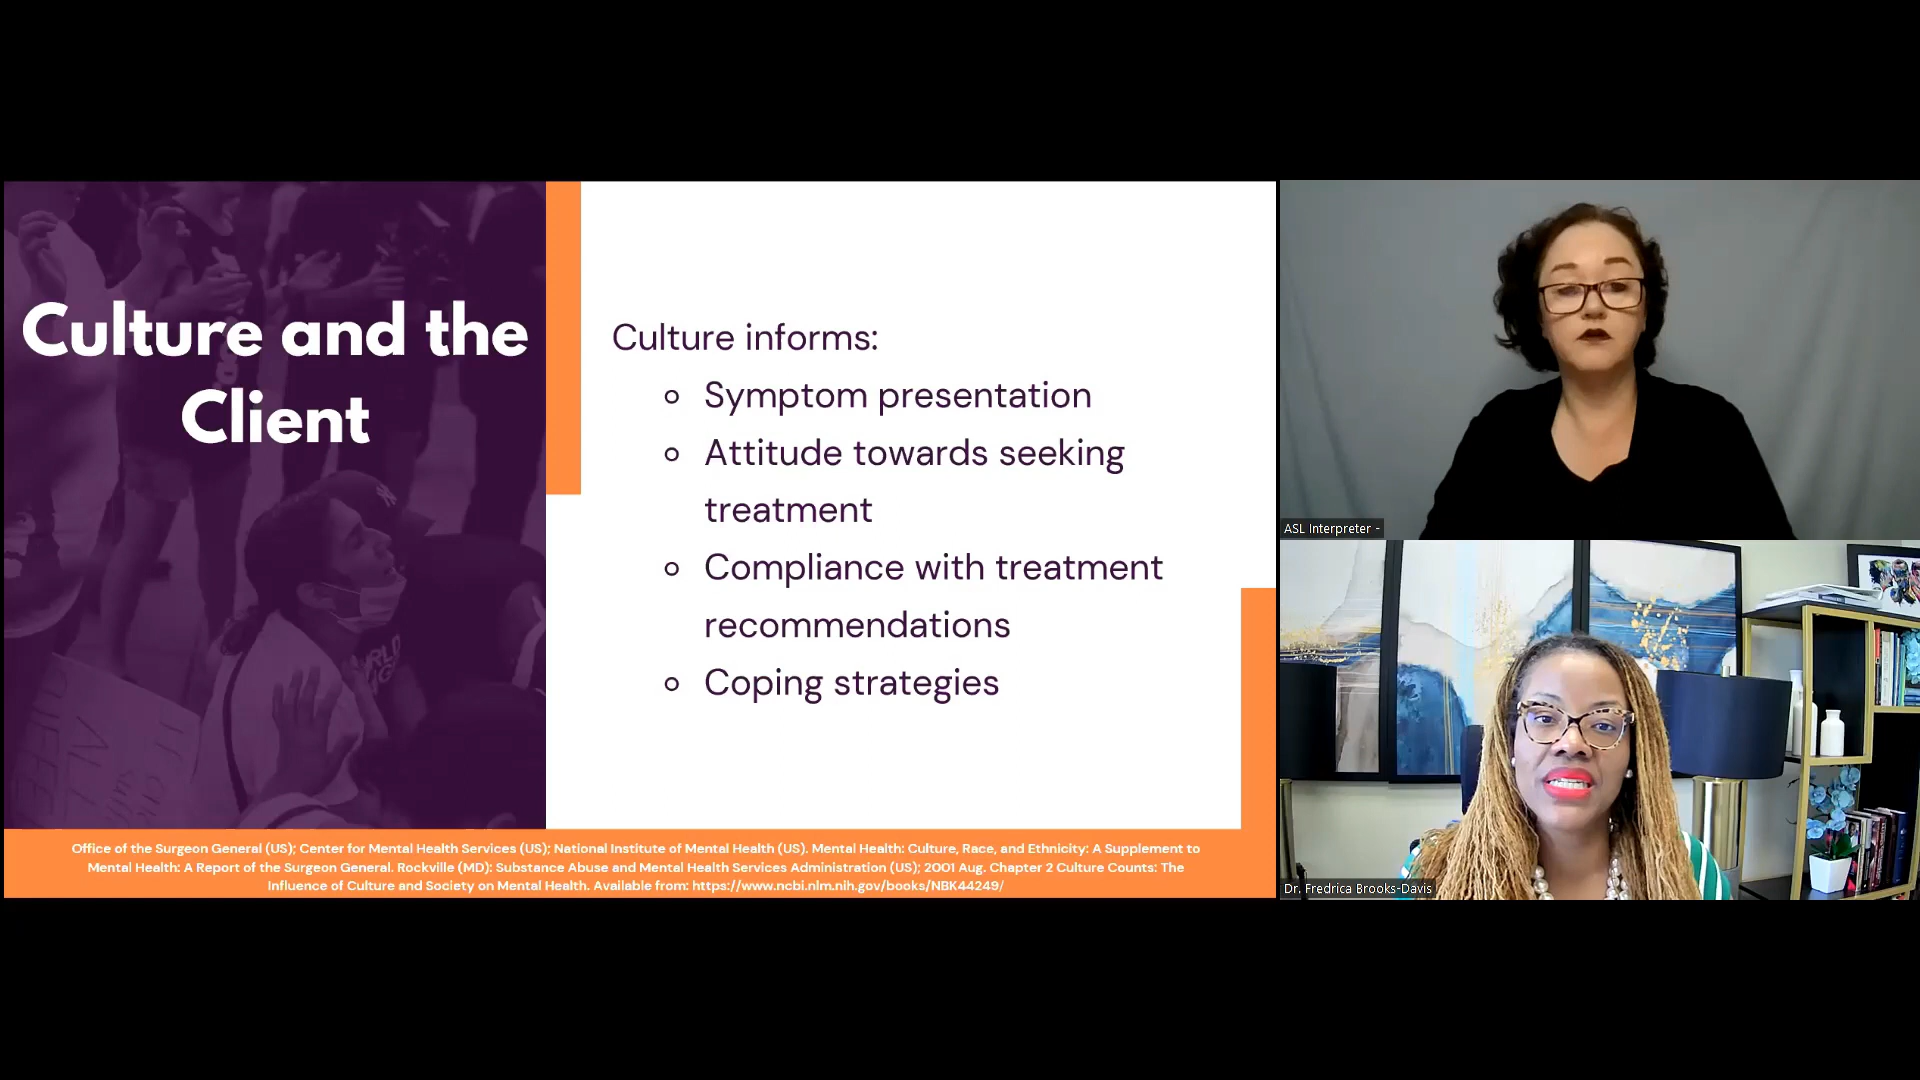 Culture and the
Client
Culture informs:
Symptom presentation
Attitude towards seeking
treatment
Compliance with treatment
recommendations
Coping strategies
Office of the Surgeon General (US); Center for Mental Health Services (US); National Institute of Mental Health (US). Mental Health: Culture, Race, and Ethnicity: A Supplement to
Mental Health: A Report of the Surgeon General. Rockville (MD): Substance Abuse and Mental Health Services Administration (US); 2001 Aug. Chapter 2 Culture Counts: The
Influence of Culture and Society on Mental Health. Available from: https://www.ncbi.nlm.nih.gov/books/NBK44249/
ASL Interpreter -
Dr. Fredrica Brooks-Davis